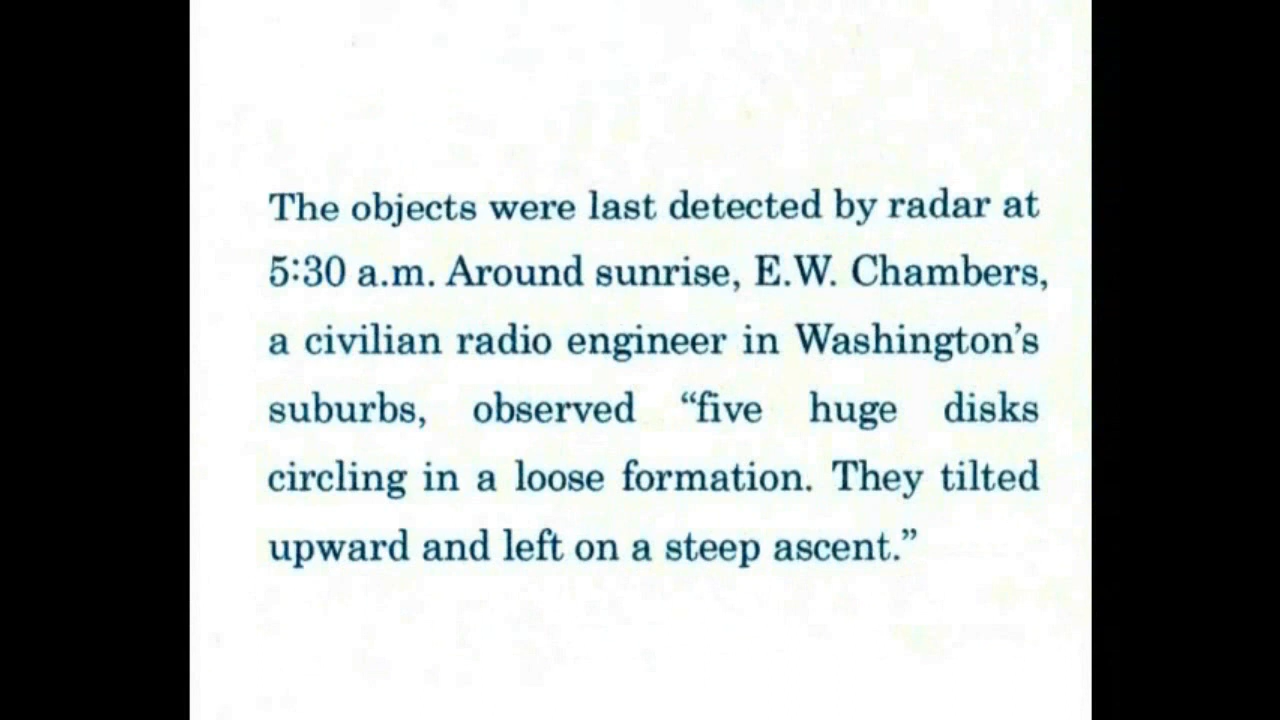 The objects were last detected by radar at
5:30 a.m. Around sunrise, E.W. Chambers,
a civilian radio engineer in Washington's
suburbs, observed “five huge disks
circling in a loose formation. They tilted
upward and left on a steep ascent.”